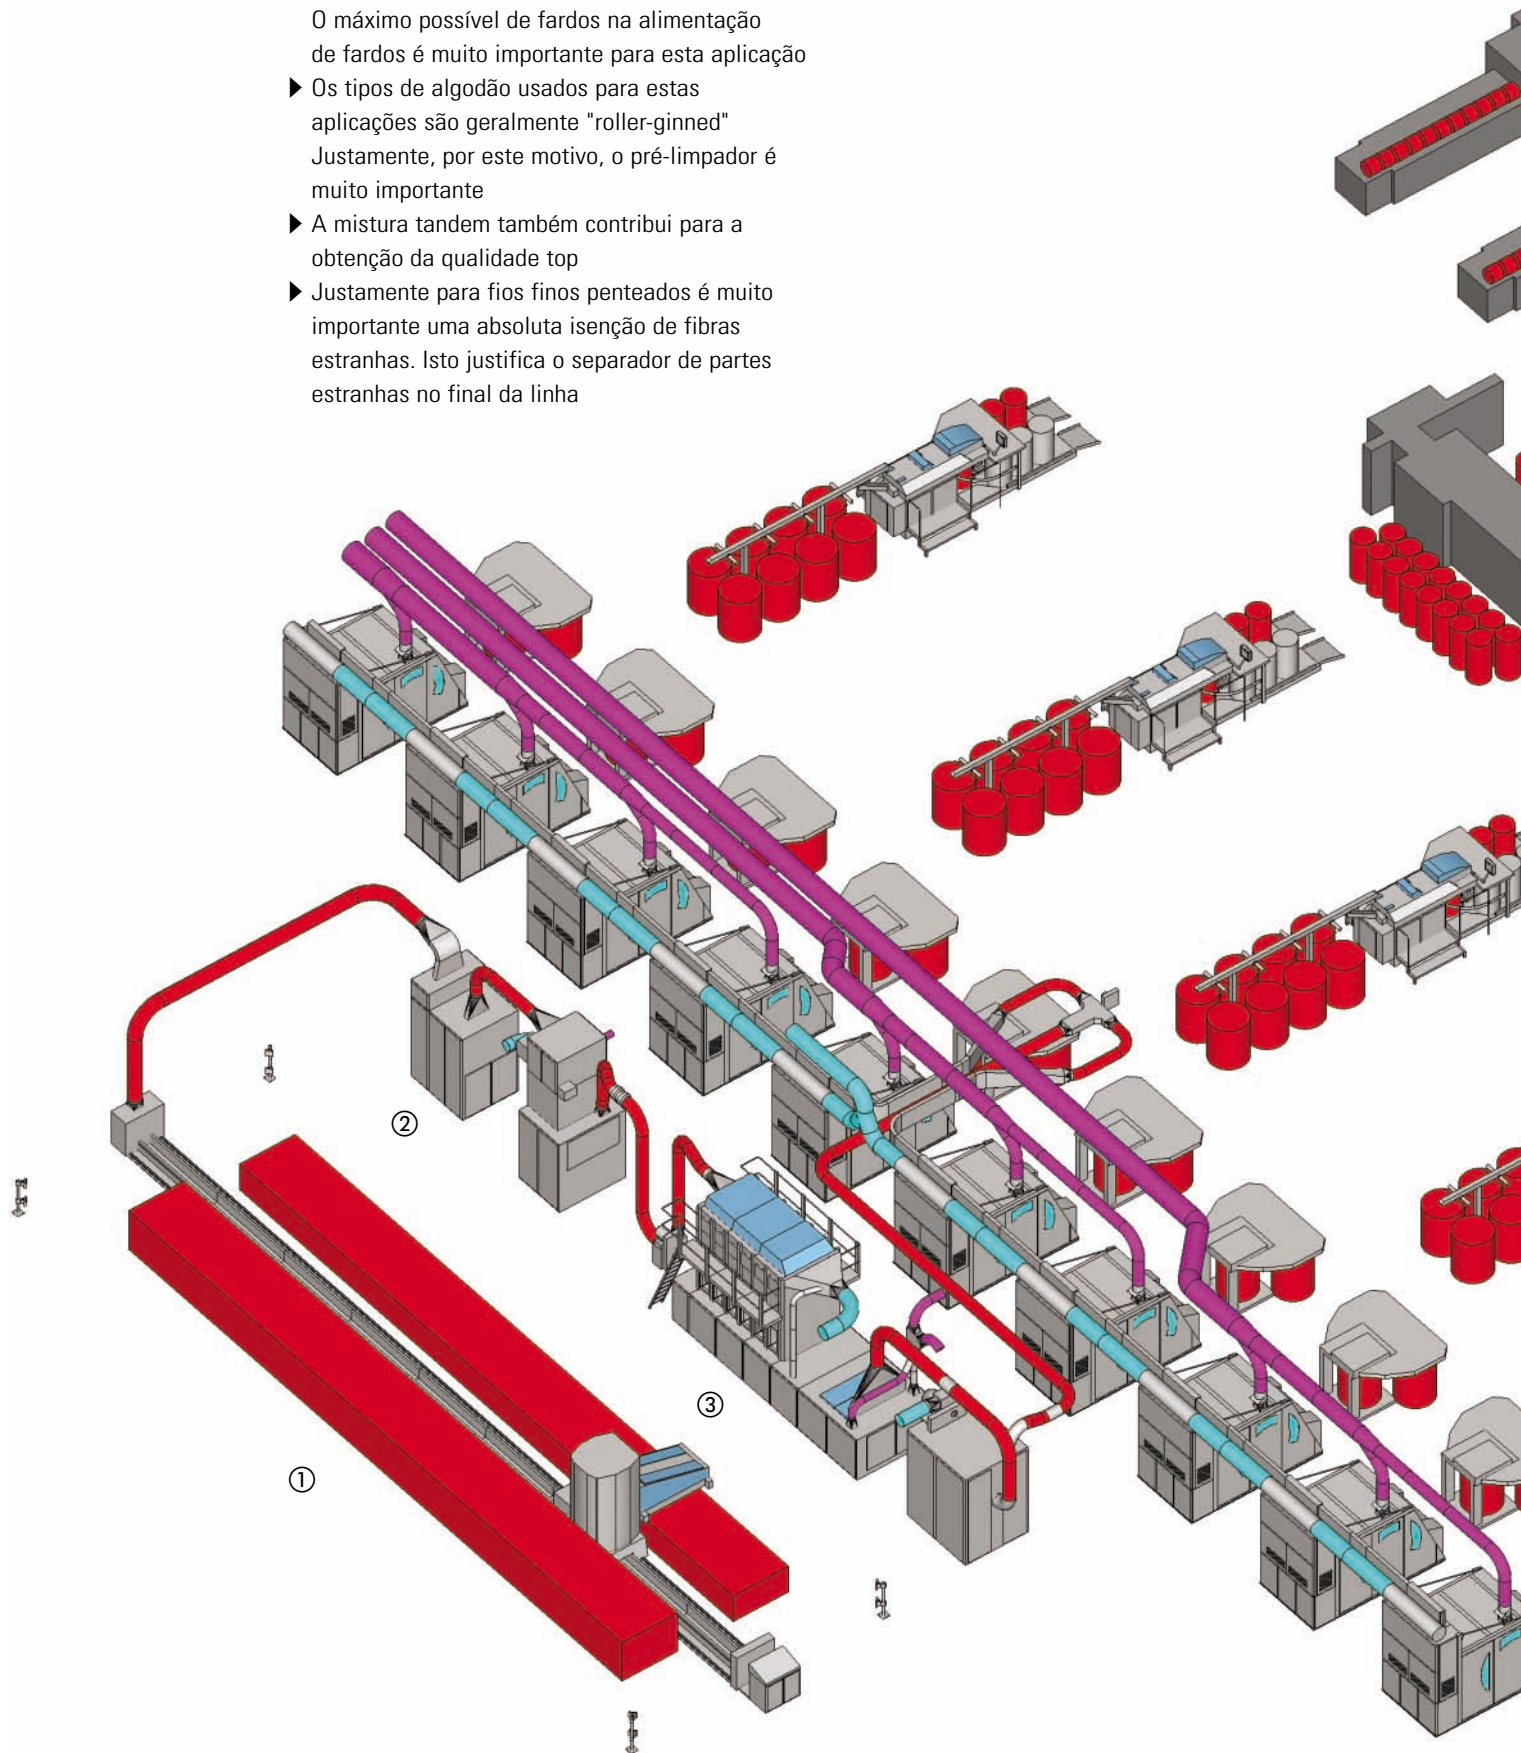 O máximo possível de fardos na alimentação
de fardos é muito importante para esta aplicação
▶ Os tipos de algodão usados para estas
aplicações são geralmente "roller-ginned"
Justamente, por este motivo, o pré-limpador é
muito importante
▶ A mistura tandem também contribui para a
obtenção da qualidade top
▶ Justamente para fios finos penteados é muito
importante uma absoluta isenção de fibras
estranhas. Isto justifica o separador de partes
estranhas no final da linha
②
③
①